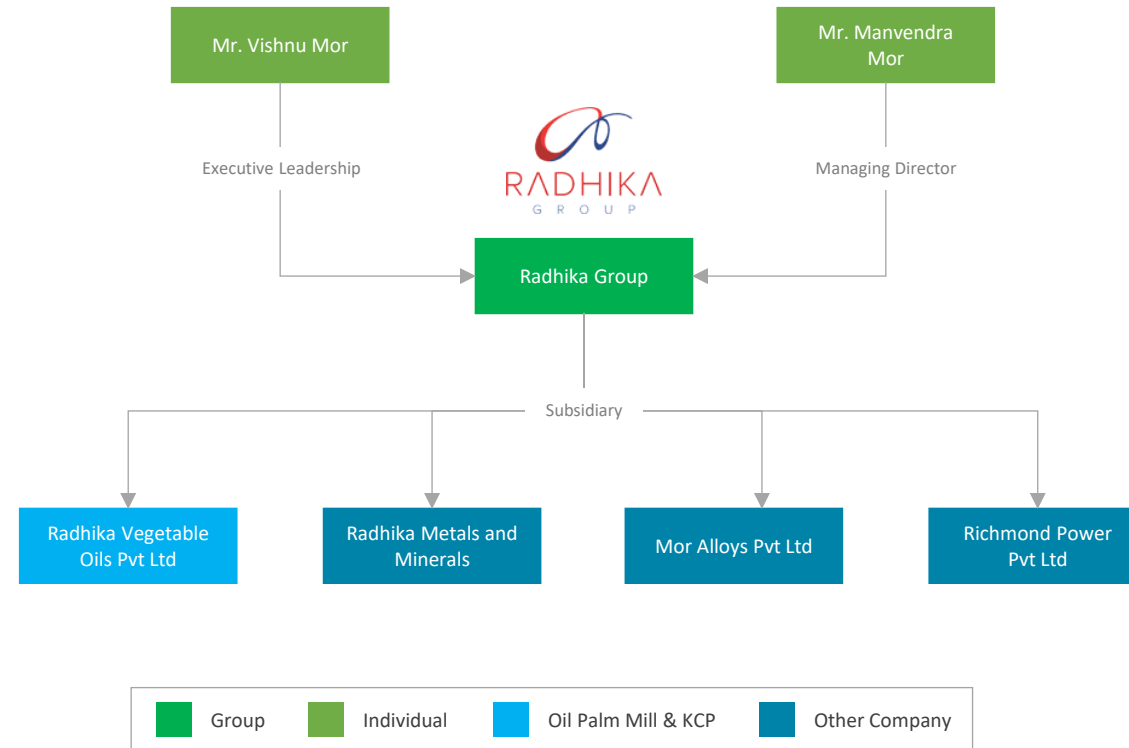 Mr. Vishnu Mor
Mr. Manvendra
Mor
Executive Leadership
Managing Director
RADHIKA
GROUP
Radhika Group
Subsidiary
Radhika Vegetable
Oils Pvt Ltd
Radhika Metals and
Minerals
Mor Alloys Pvt Ltd
Richmond Power
Pvt Ltd
Group
Individual
Oil Palm Mill & KCP
Other Company